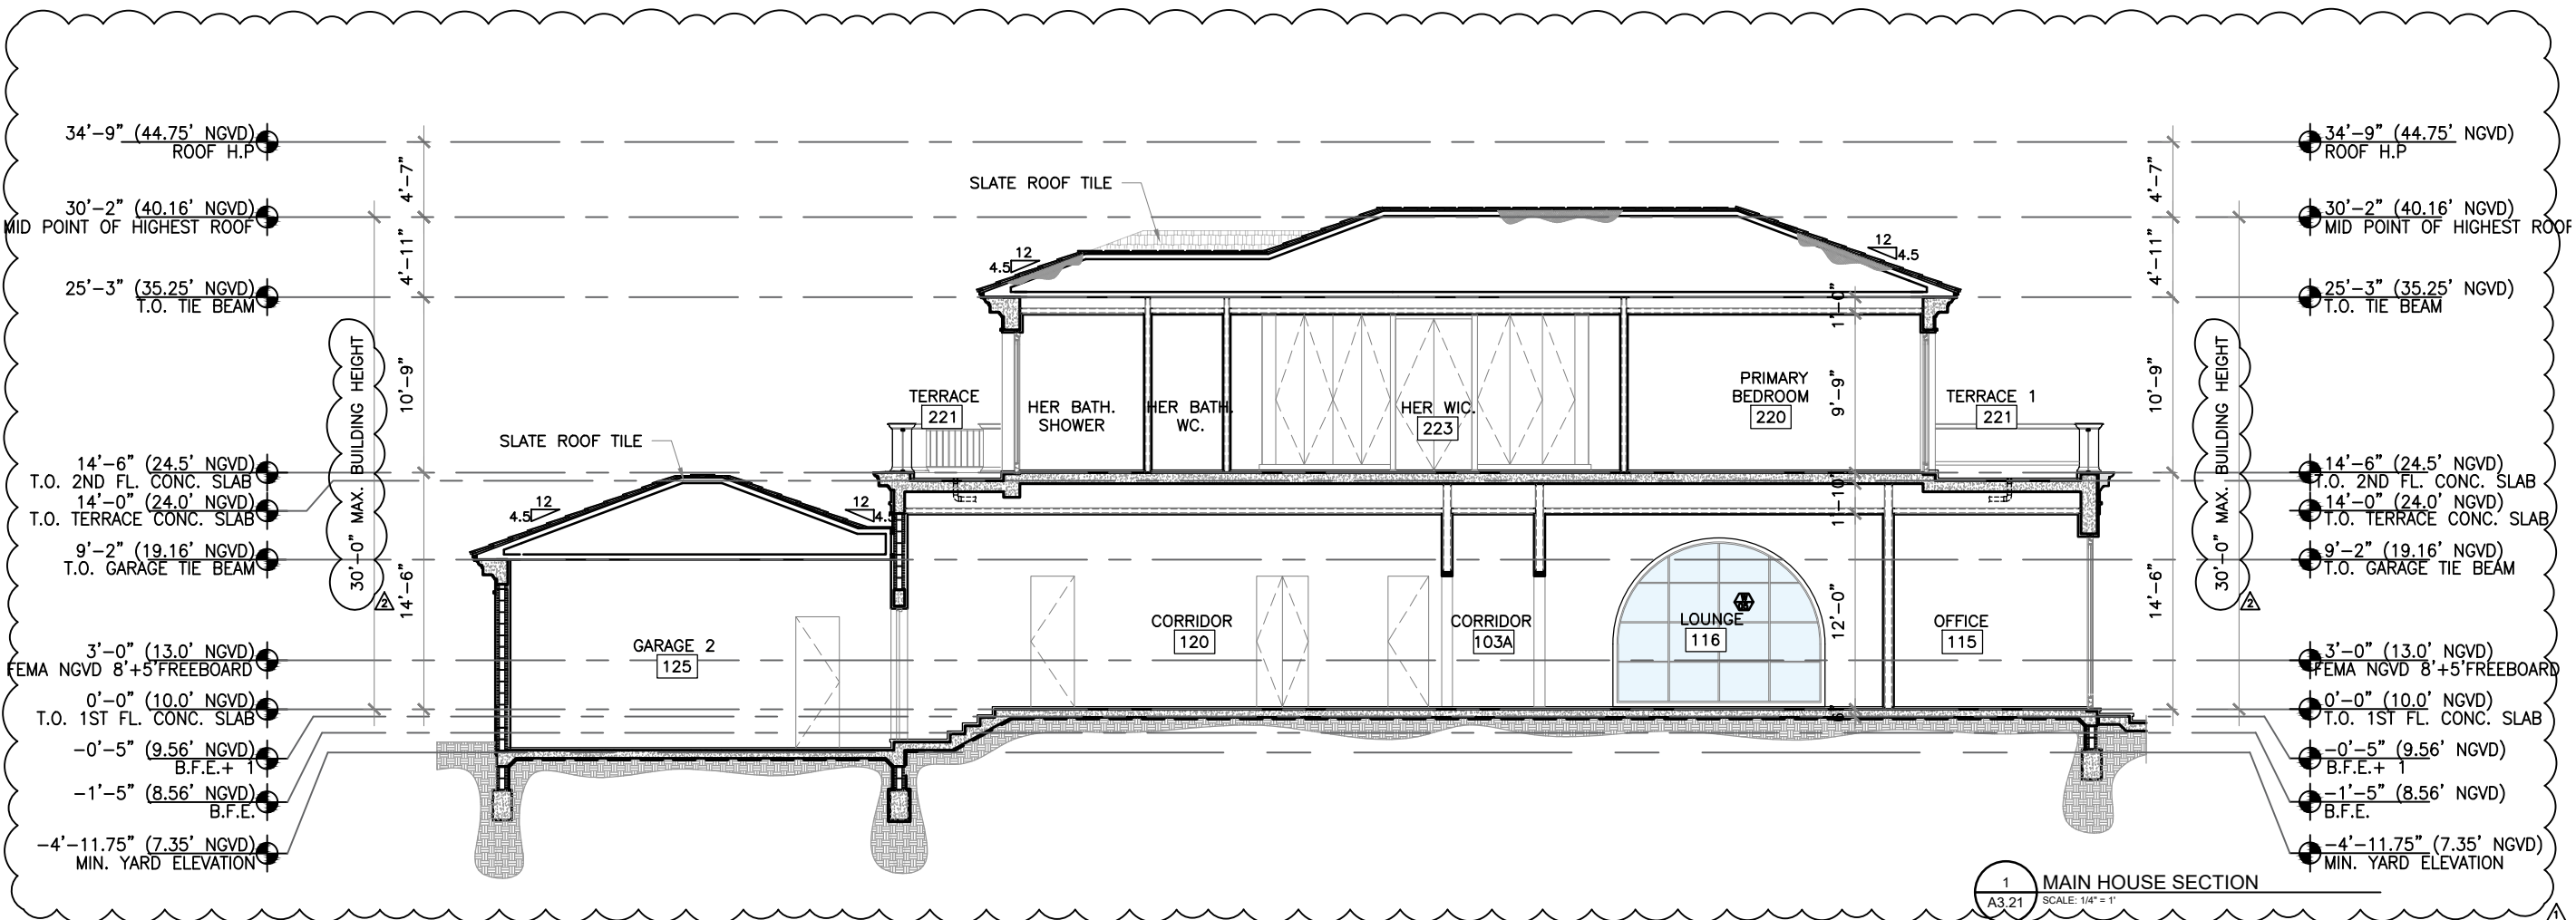 34'-9" (44.75' NGVD)
ROOF H.P
30'-2" (40.16' NGVD)
MID POINT OF HIGHEST ROOF
25'-3" (35.25' NGVD)
T.O. TIE BEAM
14'-6" (24.5' NGVD)
T.O. 2ND FL. CONC. SLAB
14'-0" (24.0' NGVD)
T.O. TERRACE CONC. SLAB
9'-2" (19.16' NGVD)
T.O. GARAGE TIE BEAM
3'-0" (13.0' NGVD)
FEMA NGVD 8'+5'FREEBOARD
0'-0" (10.0' NGVD)
T.O. 1ST FL. CONC. SLAB
-0'-5" (9.56' NGVD)
B.F.E.+ 1
-1'-5" (8.56' NGVD)
B.F.E.
-4'-11.75" (7.35' NGVD)
MIN. YARD ELEVATION
30'-0" MAX. BUILDING HEIGHT
2
4'-7"
4'-11"
10'-9"
14'-6"
SLATE ROOF TILE
12
4.5
12
4.5
SLATE ROOF TILE
12
4.5
12
4.5
TERRACE
221
HER BATH.
SHOWER
HER BATH.
WC.
HER WIC.
223
PRIMARY
BEDROOM
220
TERRACE 1
221
1'-0"
9'-9"
1'-10"
12'-0"
6"
GARAGE 2
125
CORRIDOR
120
CORRIDOR
103A
LOUNGE
116
OFFICE
115
4'-7"
4'-11"
10'-9"
14'-6"
30'-0" MAX. BUILDING HEIGHT
2
34'-9" (44.75' NGVD)
ROOF H.P
30'-2" (40.16' NGVD)
MID POINT OF HIGHEST ROOF
25'-3" (35.25' NGVD)
T.O. TIE BEAM
14'-6" (24.5' NGVD)
T.O. 2ND FL. CONC. SLAB
14'-0" (24.0' NGVD)
T.O. TERRACE CONC. SLAB
9'-2" (19.16' NGVD)
T.O. GARAGE TIE BEAM
3'-0" (13.0' NGVD)
FEMA NGVD 8'+5'FREEBOARD
0'-0" (10.0' NGVD)
T.O. 1ST FL. CONC. SLAB
-0'-5" (9.56' NGVD)
B.F.E.+ 1
-1'-5" (8.56' NGVD)
B.F.E.
-4'-11.75" (7.35' NGVD)
MIN. YARD ELEVATION
1
A3.21
MAIN HOUSE SECTION
SCALE: 1/4" = 1'